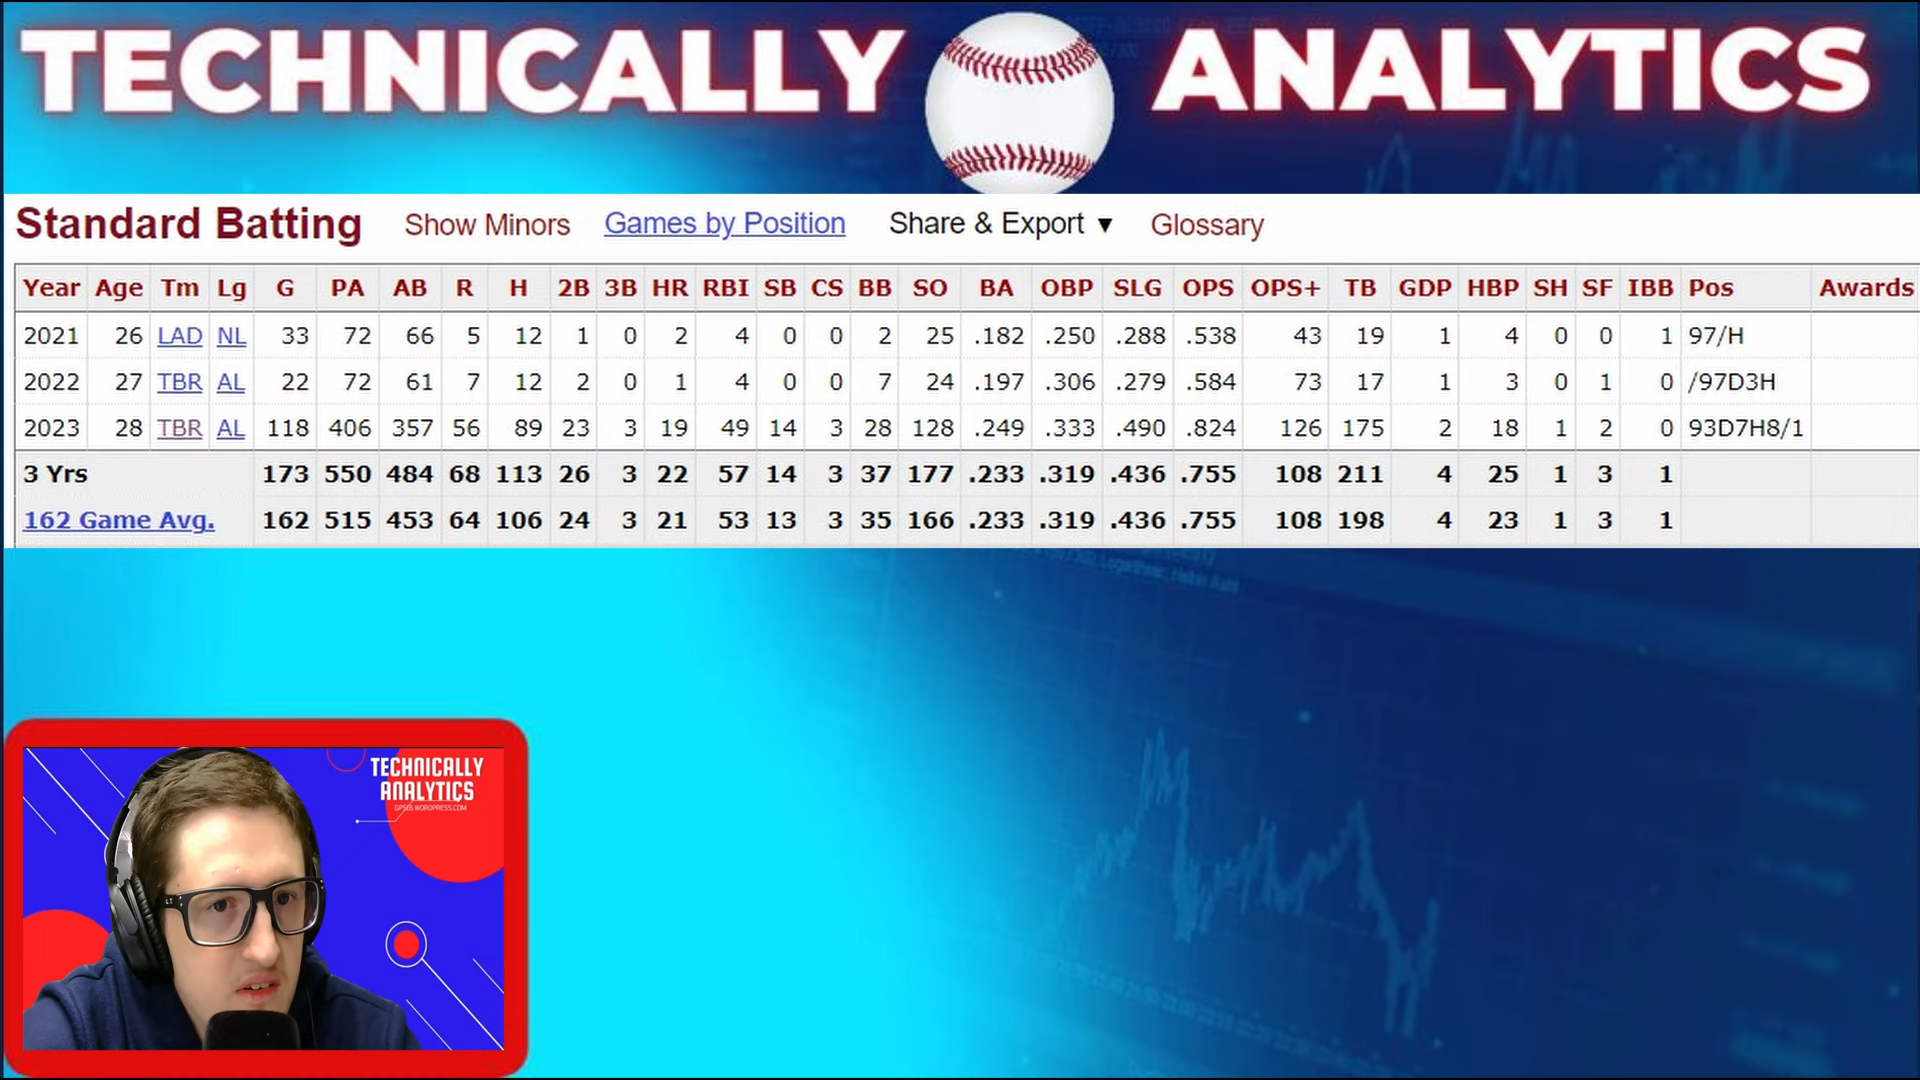 TECHNICALLY ANALYTICS
Standard Batting Show Minors Games by Position Share & Export ▼ Glossary
Year Age Tm Lg G PA AB R H 2B 3B HR RBI SB CS BB SO BA OBP SLG OPS OPS+ TB GDP HBP SH SF IBB Pos Awards
2021 26 LAD NL 33 72 66 5 12 1 0 2 4 0 0 2 25 .182 .250 .288 .538 43 19 1 4 0 0 1 97/H
2022 27 TBR AL 22 72 61 7 12 2 0 1 4 0 0 7 24 .197 .306 .279 .584 73 17 1 3 0 1 0 /97D3H
2023 28 TBR AL 118 406 357 56 89 23 3 19 49 14 3 28 128 .249 .333 .490 .824 126 175 2 18 1 2 0 93D7H8/1
3 Yrs 173 550 484 68 113 26 3 22 57 14 3 37 177 .233 .319 .436 .755 108 211 4 25 1 3 1
162 Game Avg. 162 515 453 64 106 24 3 21 53 13 3 35 166 .233 .319 .436 .755 108 198 4 23 1 3 1
TECHNICALLY
ANALYTICS